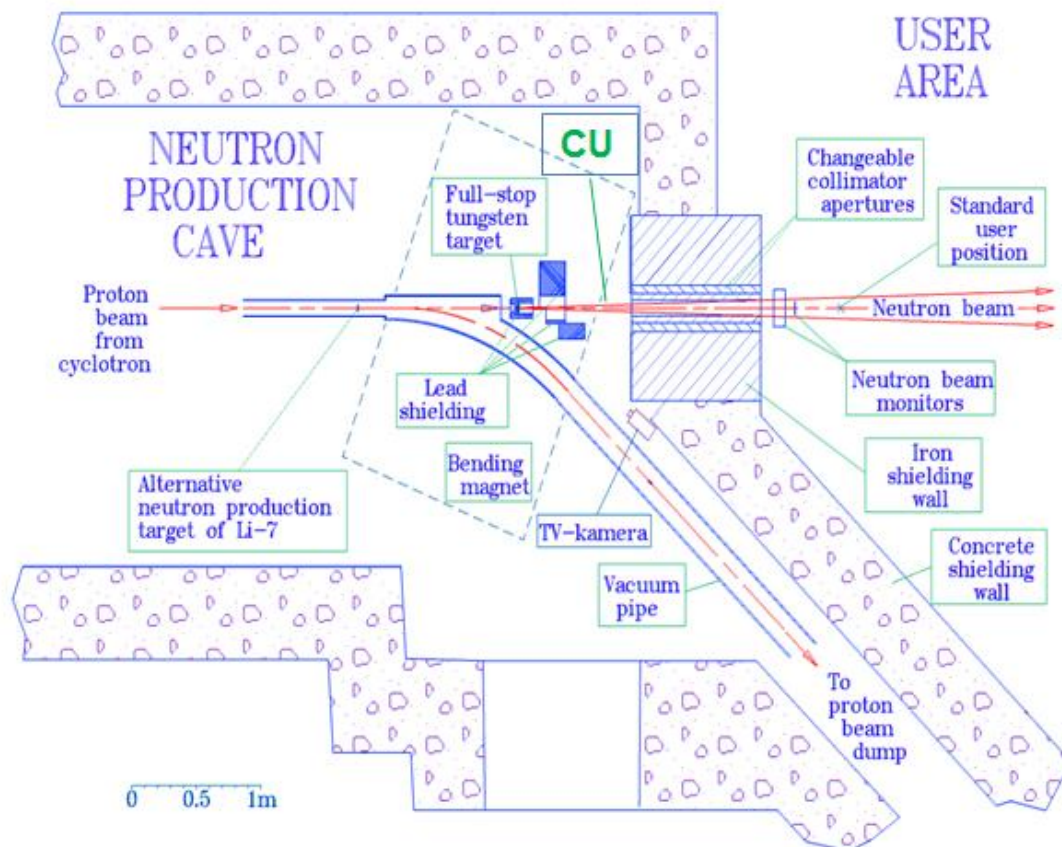 USER
AREA
NEUTRON
PRODUCTION
CAVE
CU
Full-stop
tungsten
target
Changeable
collimator
apertures
Standard
user
position
Proton
beam
from
cyclotron
Neutron beam
Lead
shielding
Neutron beam
monitors
Bending
magnet
Iron
shielding
wall
Alternative
neutron production
target of Li-7
TV-kamera
Concrete
shielding
wall
Vacuum
pipe
To
proton
beam
dump
0 0.5 1m